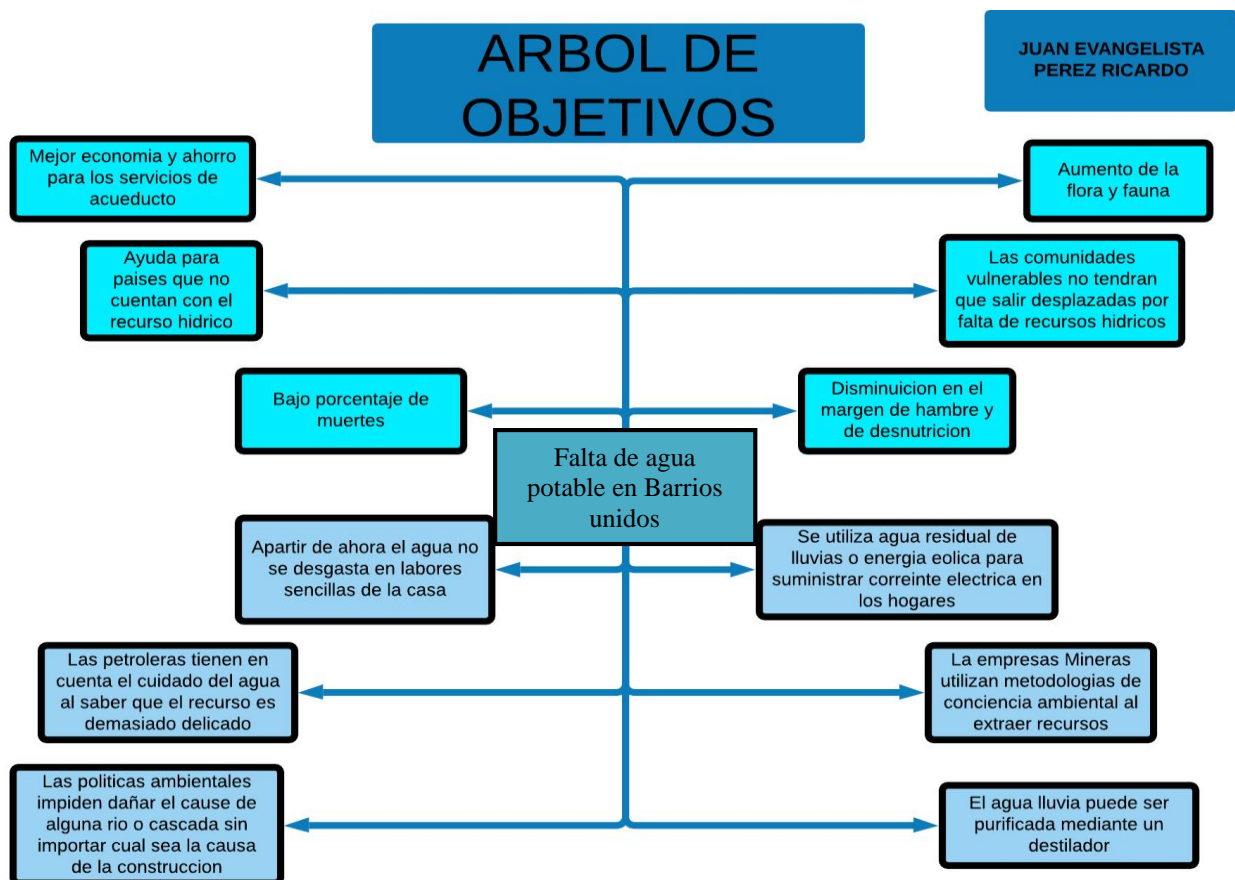 ARBOL DE
OBJETIVOS
JUAN EVANGELISTA
PEREZ RICARDO
Mejor economia y ahorro
para los servicios de
acueducto
Aumento de la
flora y fauna
Ayuda para
paises que no
cuentan con el
recurso hidrico
Las comunidades
vulnerables no tendran
que salir desplazadas por
falta de recursos hidricos
Bajo porcentaje de
muertes
Disminuicion en el
margen de hambre y
de desnutricion
Falta de agua
potable en Barrios
unidos
Apartir de ahora el agua no
se desgasta en labores
sencillas de la casa
Se utiliza agua residual de
lluvias o energia eolica para
suministrar correinte electrica en
los hogares
Las petroleras tienen en
cuenta el cuidado del agua
al saber que el recurso es
demasiado delicado
La empresas Mineras
utilizan metodologias de
conciencia ambiental al
extraer recursos
Las politicas ambientales
impiden dañar el cause de
alguna rio o cascada sin
importar cual sea la causa
de la construccion
El agua lluvia puede ser
purificada mediante un
destilador